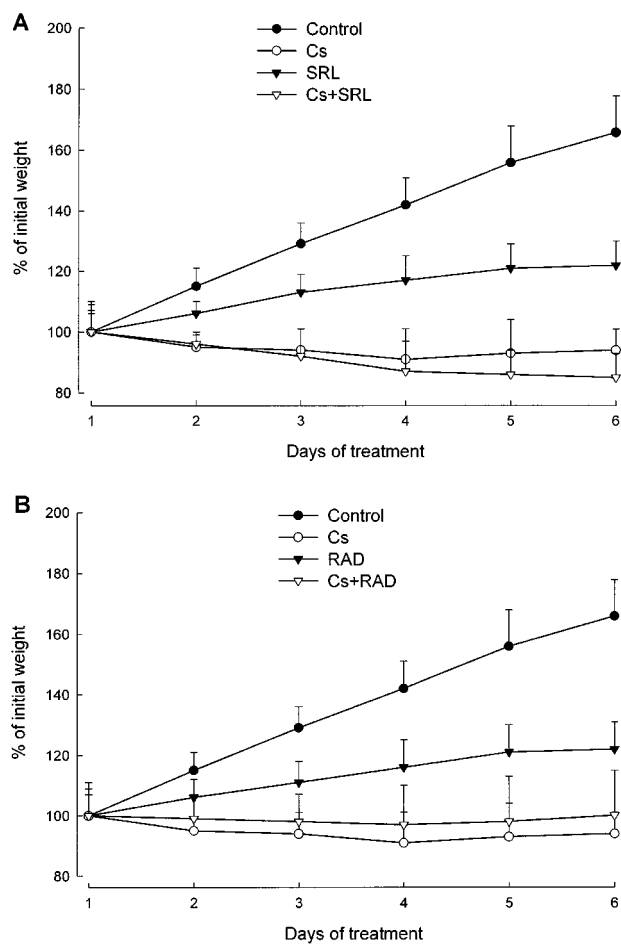 A
200
Control
Cs
SRL
Cs+SRL
180
160
140
120
100
80
% of initial weight
1 2 3 4 5 6
Days of treatment
B
200
Control
Cs
RAD
Cs+RAD
180
160
140
120
100
80
% of initial weight
1 2 3 4 5 6
Days of treatment